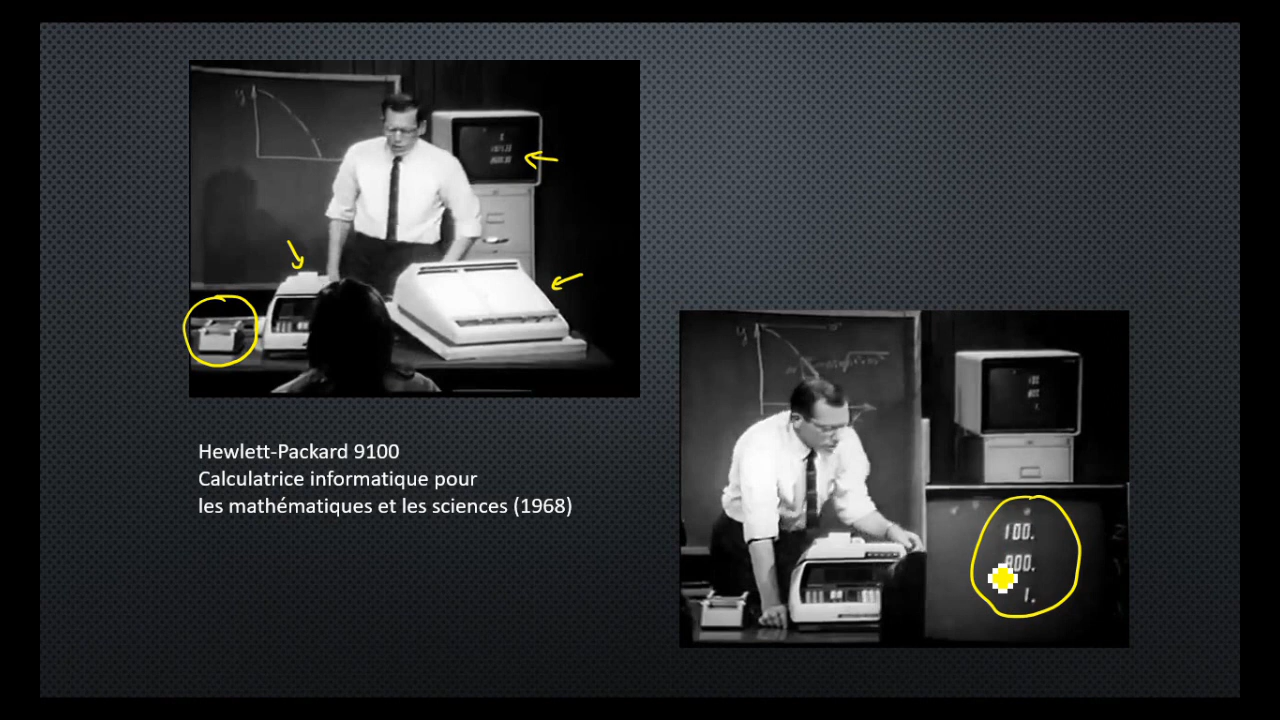 y
Hewlett-Packard 9100
Calculatrice informatique pour
les mathématiques et les sciences (1968)
y
100.
800.
1.